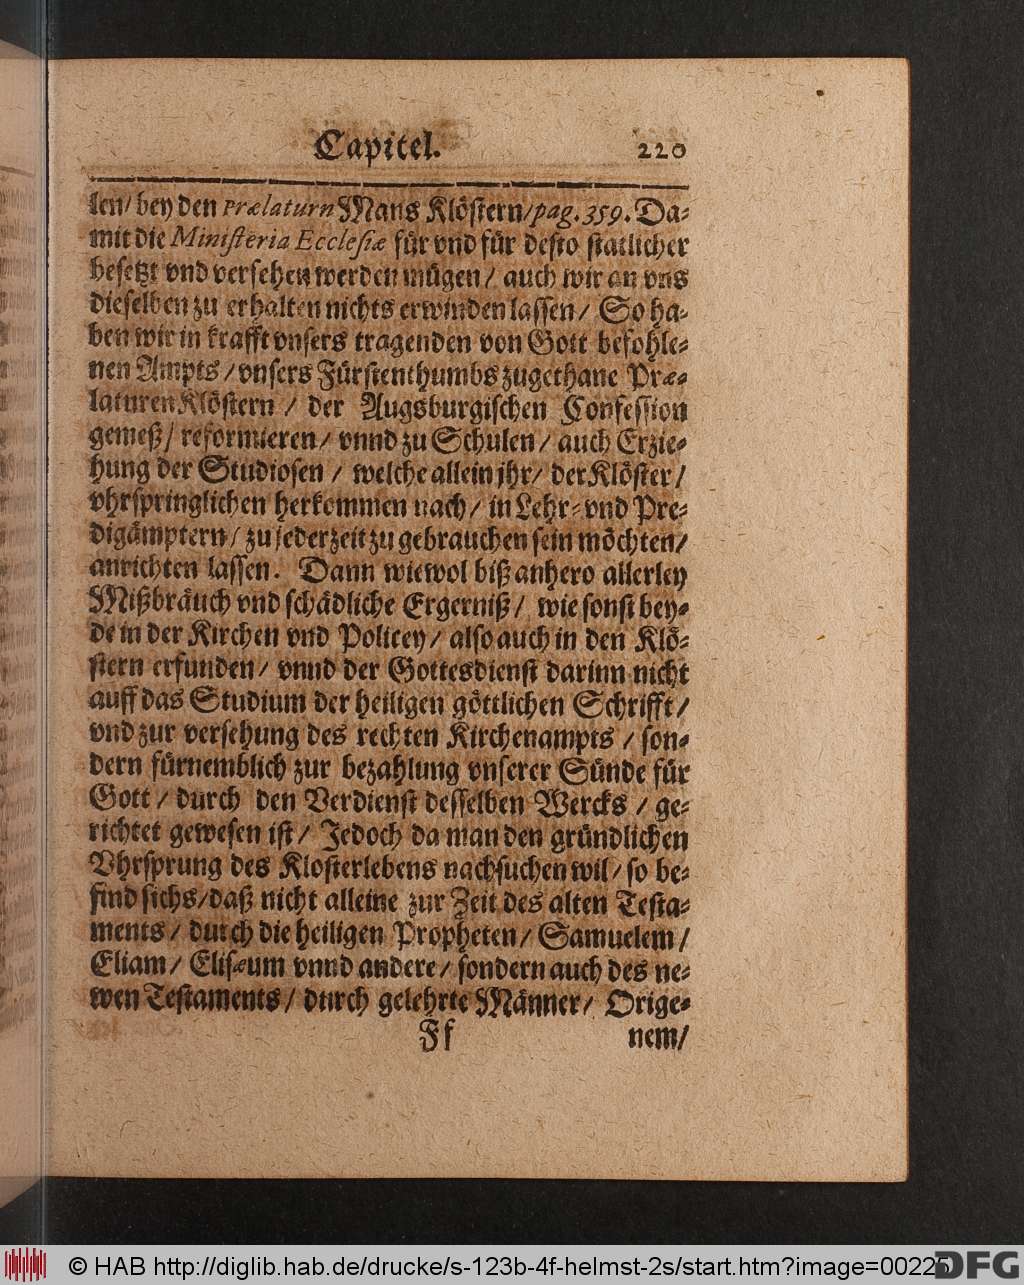 Capitel. 220
len/ bey den Prælaturn Mans Klöstern/pag. 359. Da-
mit die Ministeria Ecclesiæ für vnd für desto statlicher
besetzt vnd versehen werden mügen/ auch wir an vns
dieselben zu erhalten nichts erwinden lassen/ So ha-
ben wir in krafft vnsers tragenden von Gott befohle-
nen Ampts/vnsers Fürstenthumbs zugethane Præ-
laturen Klöstern/ der Augsburgischen Confession
gemeß/ reformieren/ vnnd zu Schulen/ auch Erzie-
hung der Studiosen/ welche allein jhr/ der Klöster/
vhrspringlichen herkommen nach/ in Lehr-vnd Pre-
digämptern/ zu jederzeit zu gebrauchen sein möchten/
anrichten lassen. Dann wiewol biß anhero allerley
Mißbräuch vnd schädliche Ergerniß/ wie sonst bey-
de in der Kirchen vnd Policey/ also auch in den Klö-
stern erfunden/ vnnd der Gottesdienst darinn nicht
auff das Studium der heiligen göttlichen Schrifft/
vnd zur versehung des rechten Kirchenampts/ son-
dern fürnemblich zur bezahlung vnserer Sünde für
Gott/ durch den Verdienst desselben Wercks/ ge-
richtet gewesen ist/ Jedoch da man den gründlichen
Vhrsprung des Klosterlebens nachsuchen wil/ so be-
find sichs/daß nicht alleine zur Zeit des alten Testa-
ments/ durch die heiligen Propheten/ Samuelem/
Eliam/ Elisæum vnnd andere/ sondern auch des ne-
wen Testaments/ durch gelehrte Männer/ Orige-
Ff nem/
© HAB http://diglib.hab.de/drucke/s-123b-4f-helmst-2s/start.htm?image=00225
DFG